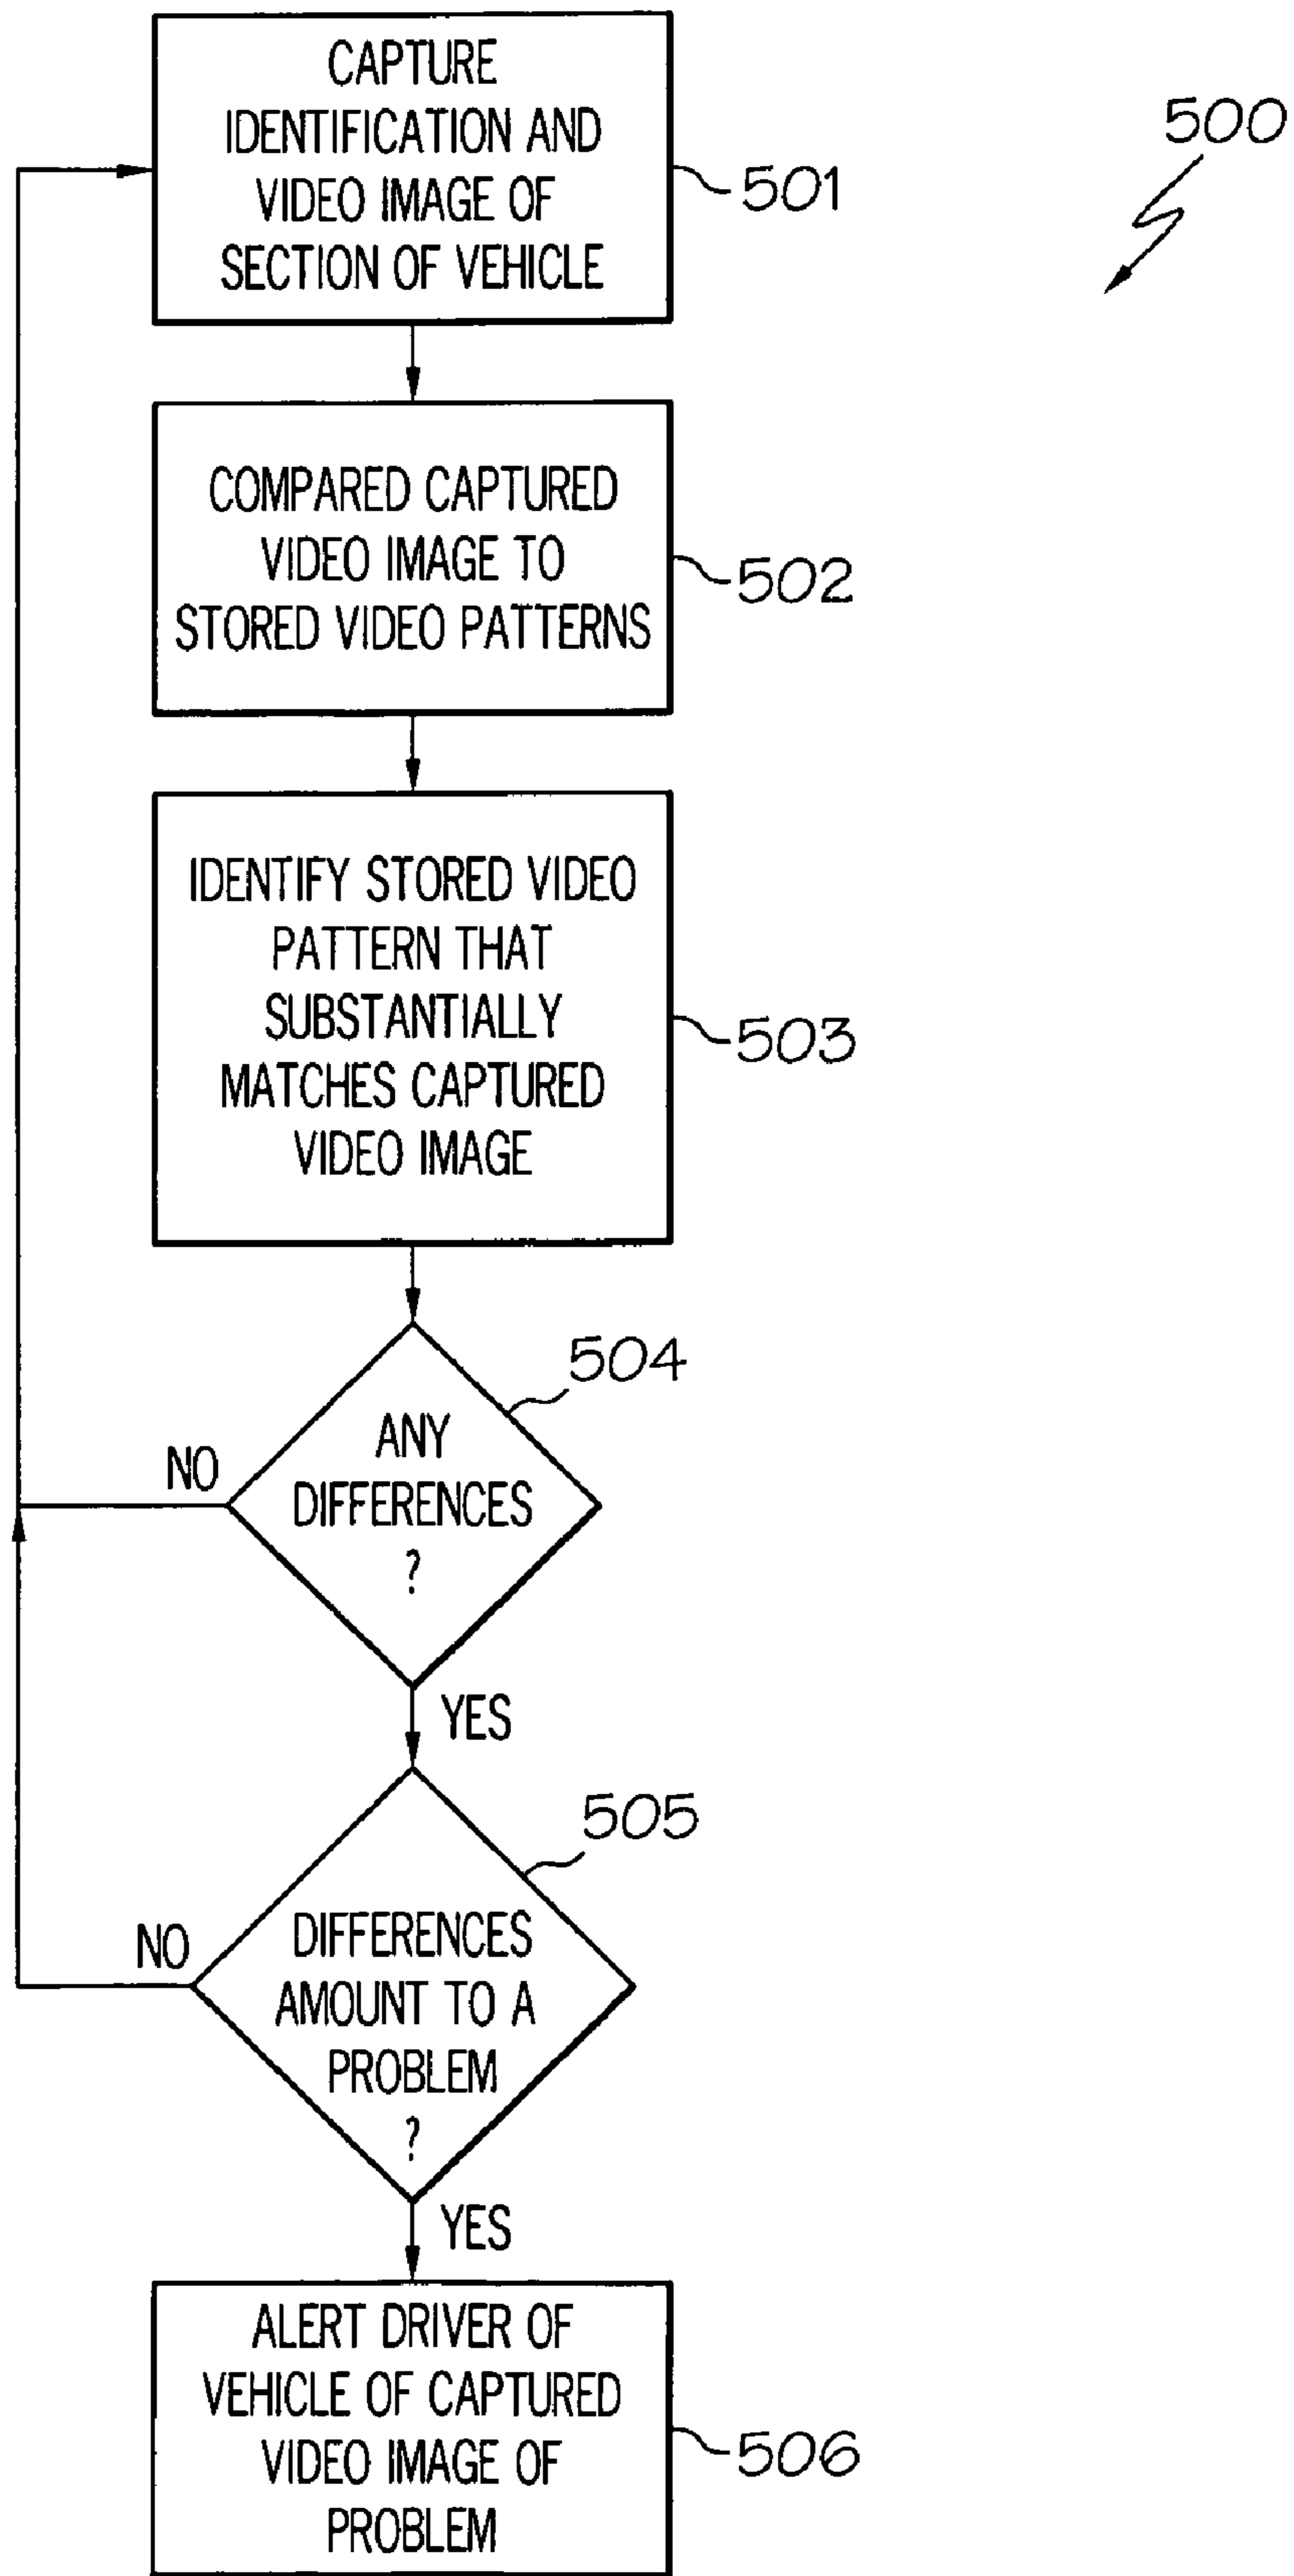 CAPTURE
IDENTIFICATION AND
VIDEO IMAGE OF
SECTION OF VEHICLE
501
500
COMPARED CAPTURED
VIDEO IMAGE TO
STORED VIDEO PATTERNS
502
IDENTIFY STORED VIDEO
PATTERN THAT
SUBSTANTIALLY
MATCHES CAPTURED
VIDEO IMAGE
503
504
ANY
DIFFERENCES
?
NO
YES
505
DIFFERENCES
AMOUNT TO A
PROBLEM
?
NO
YES
ALERT DRIVER OF
VEHICLE OF CAPTURED
VIDEO IMAGE OF
PROBLEM
506